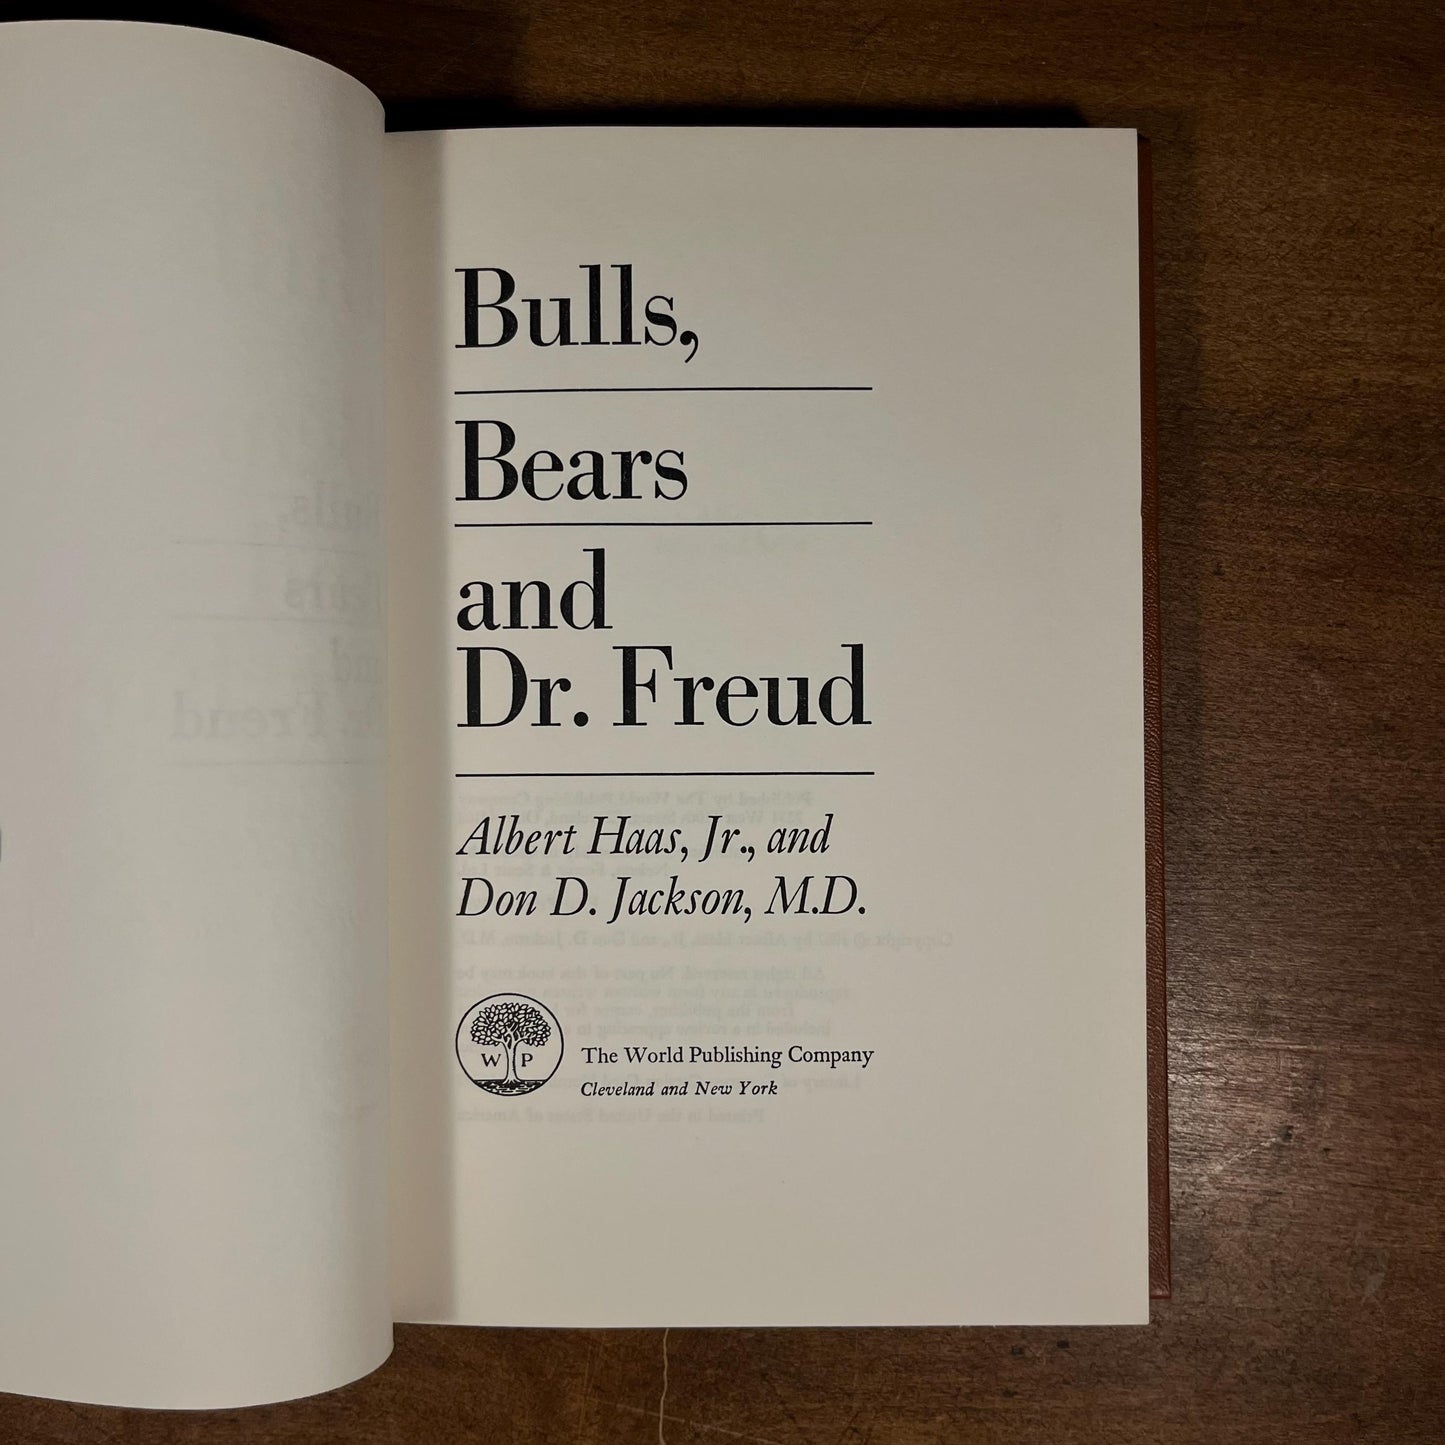 Bulls,
Bears
and
Dr. Freud
Albert Haas, Jr., and
Don D. Jackson, M.D.
W P
The World Publishing Company
Cleveland and New York